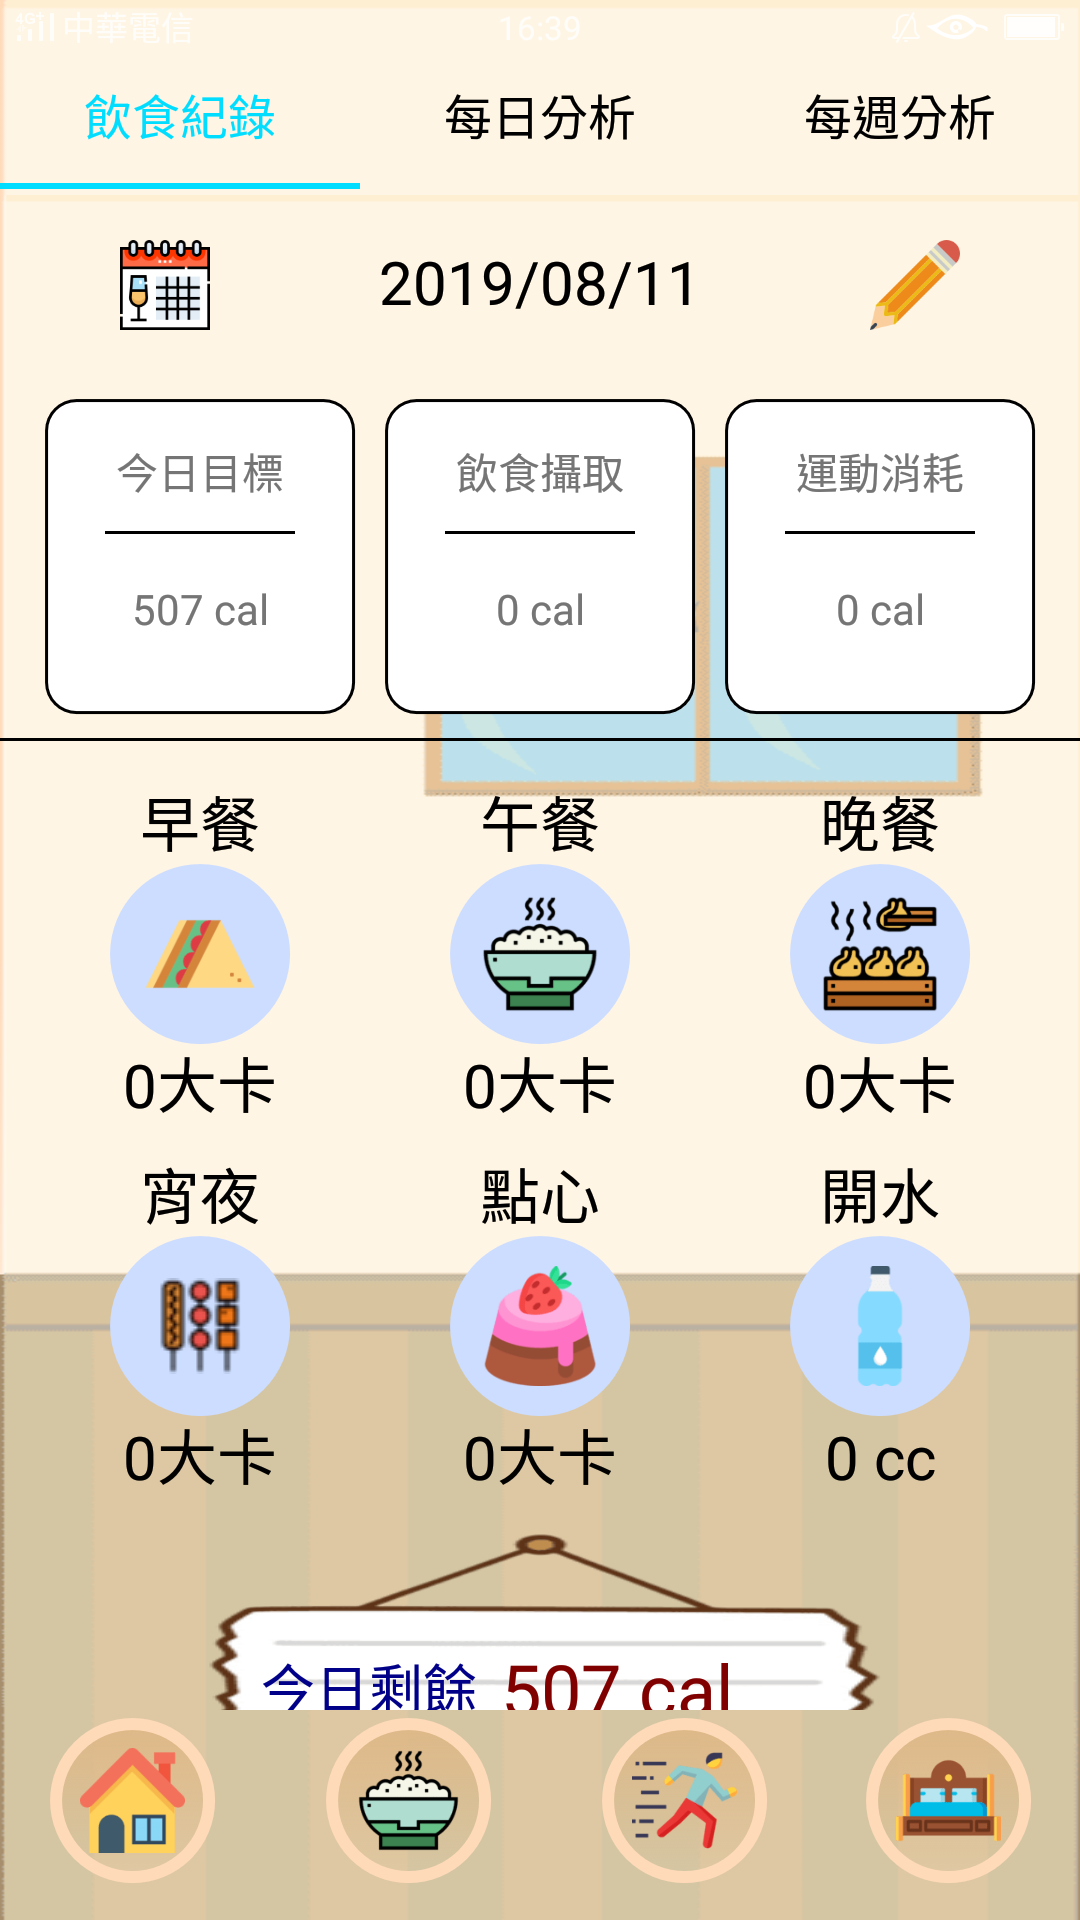 4G 中華電信 16:39
飲食紀錄 每日分析 每週分析
2019/08/11
今日目標 飲食攝取 運動消耗
507 cal 0 cal 0 cal
早餐 午餐 晚餐
0大卡 0大卡 0大卡
宵夜 點心 開水
0大卡 0大卡 0 cc
今日剩餘 507 cal